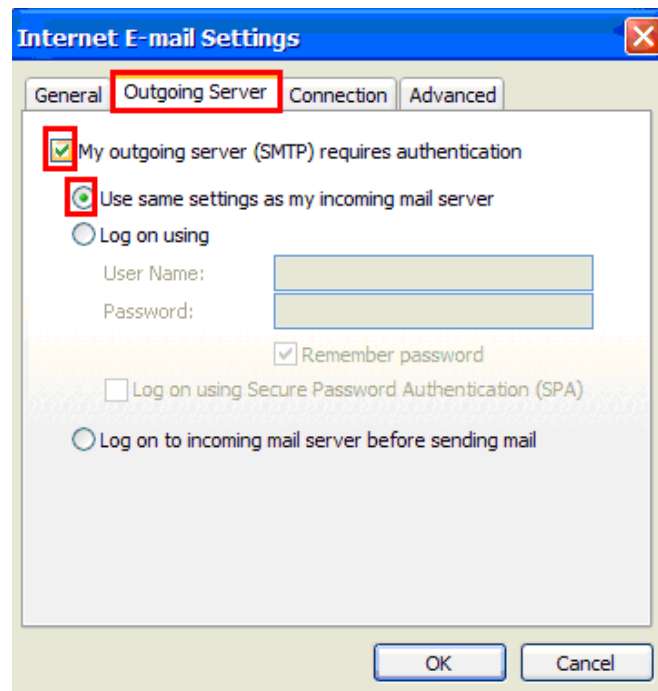 Internet E-mail Settings
General Outgoing Server Connection Advanced
My outgoing server (SMTP) requires authentication
Use same settings as my incoming mail server
Log on using
User Name:
Password:
Remember password
Log on using Secure Password Authentication (SPA)
Log on to incoming mail server before sending mail
OK Cancel